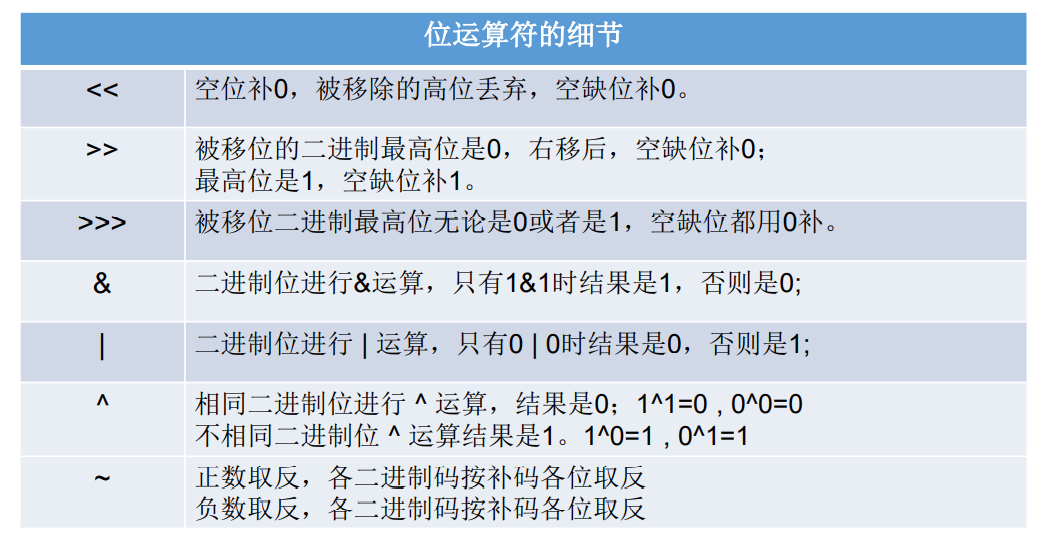 位运算符的细节
<< 空位补0，被移除的高位丢弃，空缺位补0。
>> 被移位的二进制最高位是0，右移后，空缺位补0；
最高位是1，空缺位补1。
>>> 被移位二进制最高位无论是0或者是1，空缺位都用0补。
& 二进制位进行&运算，只有1&1时结果是1，否则是0;
| 二进制位进行 | 运算，只有0 | 0时结果是0，否则是1;
^ 相同二进制位进行 ^ 运算，结果是0；1^1=0 , 0^0=0
不相同二进制位 ^ 运算结果是1。1^0=1 , 0^1=1
~ 正数取反，各二进制码按补码各位取反
负数取反，各二进制码按补码各位取反